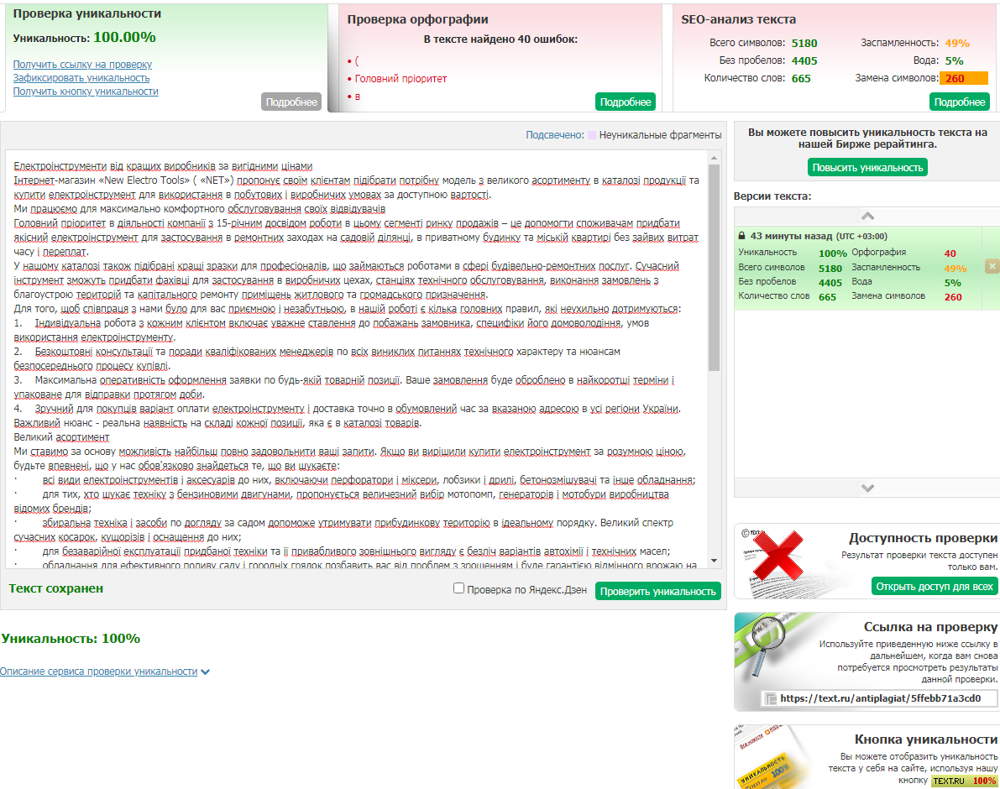 Проверка уникальности
Уникальность: 100.00%
Получить ссылку на проверку
Зафиксировать уникальность
Получить кнопку уникальности
Подробнее
Проверка орфографии
В тексте найдено 40 ошибок:
• (
• Головний пріоритет
• в
Подробнее
SEO-анализ текста
Всего символов: 5180 Заспамленность: 49%
Без пробелов: 4405 Вода: 5%
Количество слов: 665 Замена символов: 260
Подробнее
Подсвечено: Неуникальные фрагменты
Електроінструменти від кращих виробників за вигідними цінами
Інтернет-магазин «New Electro Tools» ( «NET») пропонує своїм клієнтам підібрати потрібну модель з великого асортименту в каталозі продукції та
купити електроінструмент для використання в побутових і виробничих умовах за доступною вартості.
Ми працюємо для максимально комфортного обслуговування своїх відвідувачів
Головний пріоритет в діяльності компанії з 15-річним досвідом роботи в цьому сегменті ринку продажів – це допомогти споживачам придбати
якісний електроінструмент для застосування в ремонтних заходах на садовій ділянці, в приватному будинку та міській квартирі без зайвих витрат
часу і переплат.
У нашому каталозі також підібрані кращі зразки для професіоналів, що займаються роботами в сфері будівельно-ремонтних послуг. Сучасний
інструмент зможуть придбати фахівці для застосування в виробничих цехах, станціях технічного обслуговування, виконання замовлень з
благоустрою територій та капітального ремонту приміщень житлового та громадського призначення.
Для того, щоб співпраця з нами було для вас приємною і незабутньою, в нашій роботі є кілька головних правил, які неухильно дотримуються:
1. Індивідуальна робота з кожним клієнтом включає уважне ставлення до побажань замовника, специфіки його домоволодіння, умов
використання електроінструменту.
2. Безкоштовні консультації та поради кваліфікованих менеджерів по всіх виниклих питаннях технічного характеру та нюансам
безпосереднього процесу купівлі.
3. Максимальна оперативність оформлення заявки по будь-якій товарній позиції. Ваше замовлення буде оброблено в найкоротші терміни і
упаковане для відправки протягом доби.
4. Зручний для покупців варіант оплати електроінструменту і доставка точно в обумовлений час за вказаною адресою в усі регіони України.
Важливий нюанс - реальна наявність на складі кожної позиції, яка є в каталозі товарів.
Великий асортимент
Ми ставимо за основу можливість найбільш повно задовольнити ваші запити. Якщо ви вирішили купити електроінструмент за розумною ціною,
будьте впевнені, що у нас обов'язково знайдеться те, що ви шукаєте:
· всі види електроінструментів і аксесуарів до них, включаючи перфоратори і міксери, лобзики і дрилі, бетонозмішувачі та інше обладнання;
· для тих, хто шукає техніку з бензиновими двигунами, пропонується величезний вибір мотопомп, генераторів і мотобури виробництва
відомих брендів;
· збиральна техніка і засоби по догляду за садом допоможе утримувати прибудинкову територію в ідеальному порядку. Великий спектр
сучасних косарок, кущорізів і оснащення до них;
· для безаварійної експлуатації придбаної техніки та її привабливого зовнішнього вигляду є безліч варіантів автохімії і технічних масел;
· обладнання для ефективного поливу саду і городніх грядок позбавить вас від проблем з зрошенням і буде гарантією відмінного врожаю на
Текст сохранен
Проверка по Яндекс.Дзен
Проверить уникальность
Уникальность: 100%
Описание сервиса проверки уникальности
Вы можете повысить уникальность текста на
нашей Бирже рерайтинга.
Повысить уникальность
Версии текста:
43 минуты назад (UTC +03:00)
Уникальность 100% Орфография 40
Всего символов 5180 Заспамленность 49%
Без пробелов 4405 Вода 5%
Количество слов 665 Замена символов 260
© TEXT
Доступность проверки
Результат проверки текста доступен
только вам.
Открыть доступ для всех
Ссылка на проверку
Используйте приведенную ниже ссылку в
дальнейшем, когда вам снова
потребуется просмотреть результаты
данной проверки.
https://text.ru/antiplagiat/5ffebb71a3cd0
Кнопка уникальности
Вы можете отобразить уникальность
текста у себя на сайте, используя нашу
кнопку TEXT.RU 100%
Все новости
УНИКАЛЬНОСТЬ
TEXT.RU 100%